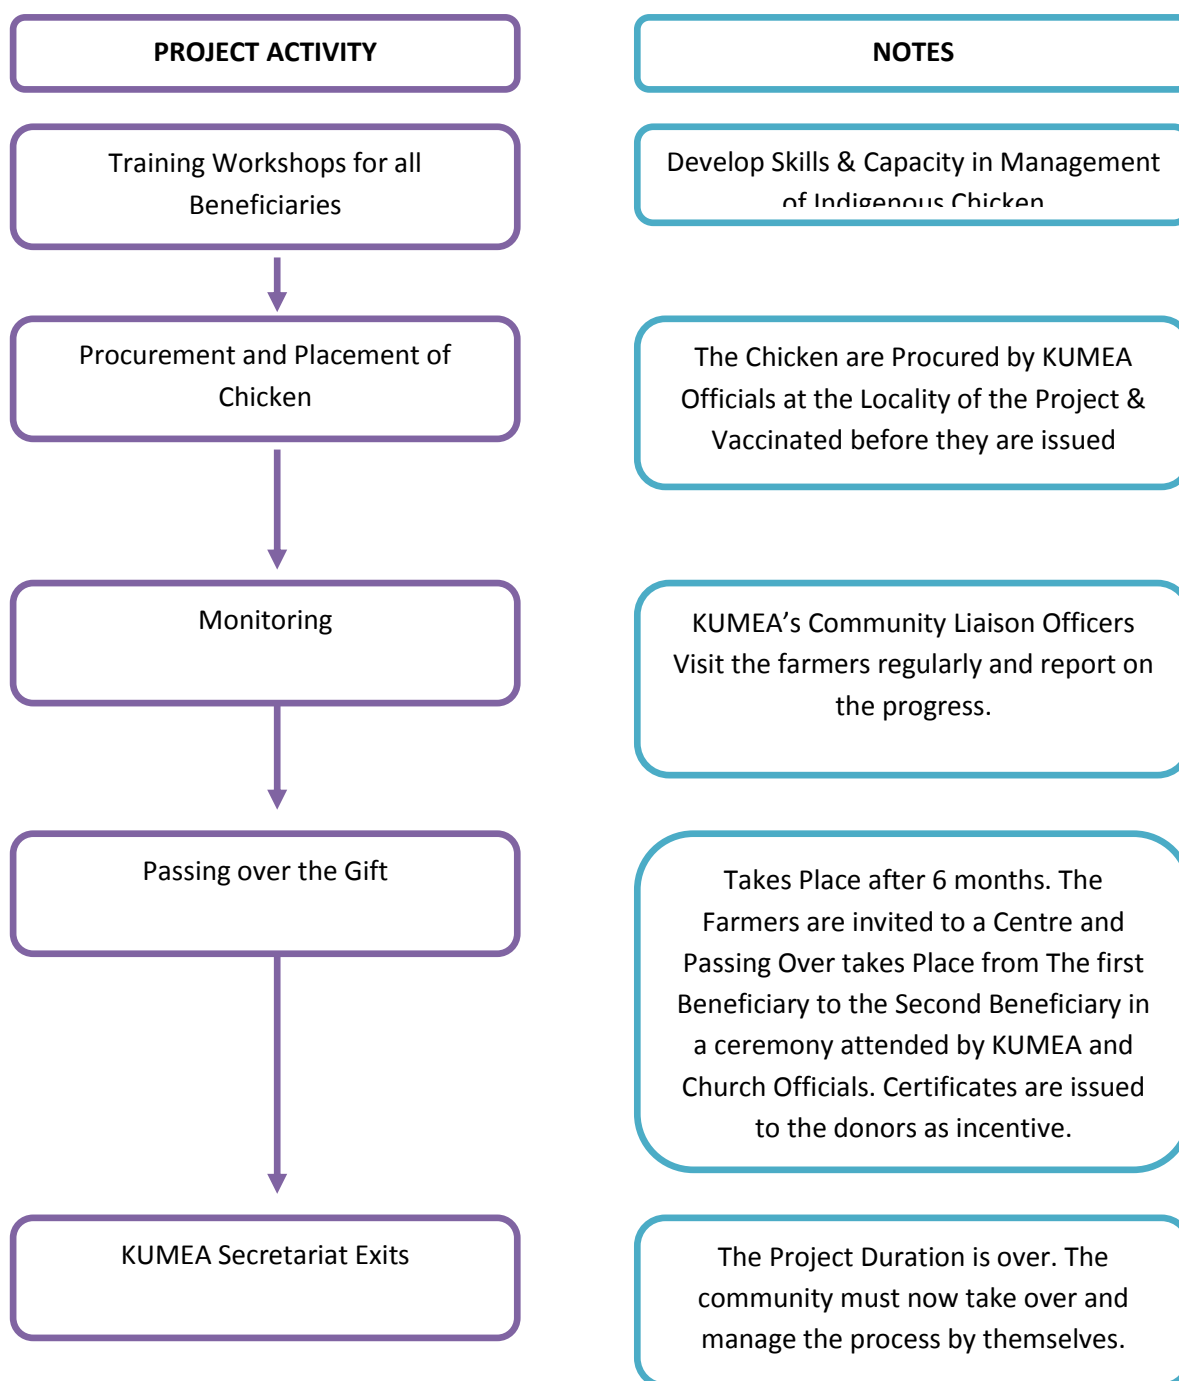 PROJECT ACTIVITY
NOTES
Training Workshops for all
Beneficiaries
Develop Skills & Capacity in Management
of Indigenous Chicken
Procurement and Placement of
Chicken
The Chicken are Procured by KUMEA
Officials at the Locality of the Project &
Vaccinated before they are issued
Monitoring
KUMEA’s Community Liaison Officers
Visit the farmers regularly and report on
the progress.
Passing over the Gift
Takes Place after 6 months. The
Farmers are invited to a Centre and
Passing Over takes Place from The first
Beneficiary to the Second Beneficiary in
a ceremony attended by KUMEA and
Church Officials. Certificates are issued
to the donors as incentive.
KUMEA Secretariat Exits
The Project Duration is over. The
community must now take over and
manage the process by themselves.